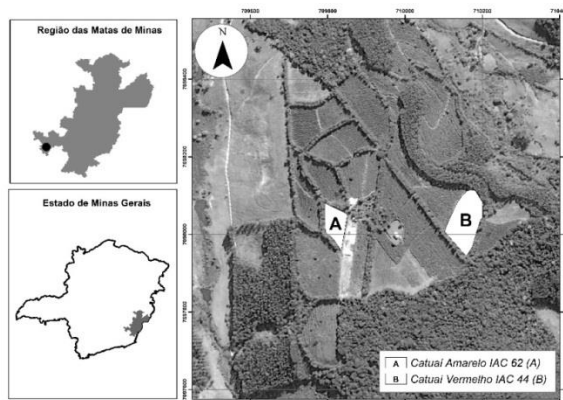 Região das Matas de Minas
Estado de Minas Gerais
N
A
B
A Catuaí Amarelo IAC 62 (A)
B Catuaí Vermelho IAC 44 (B)